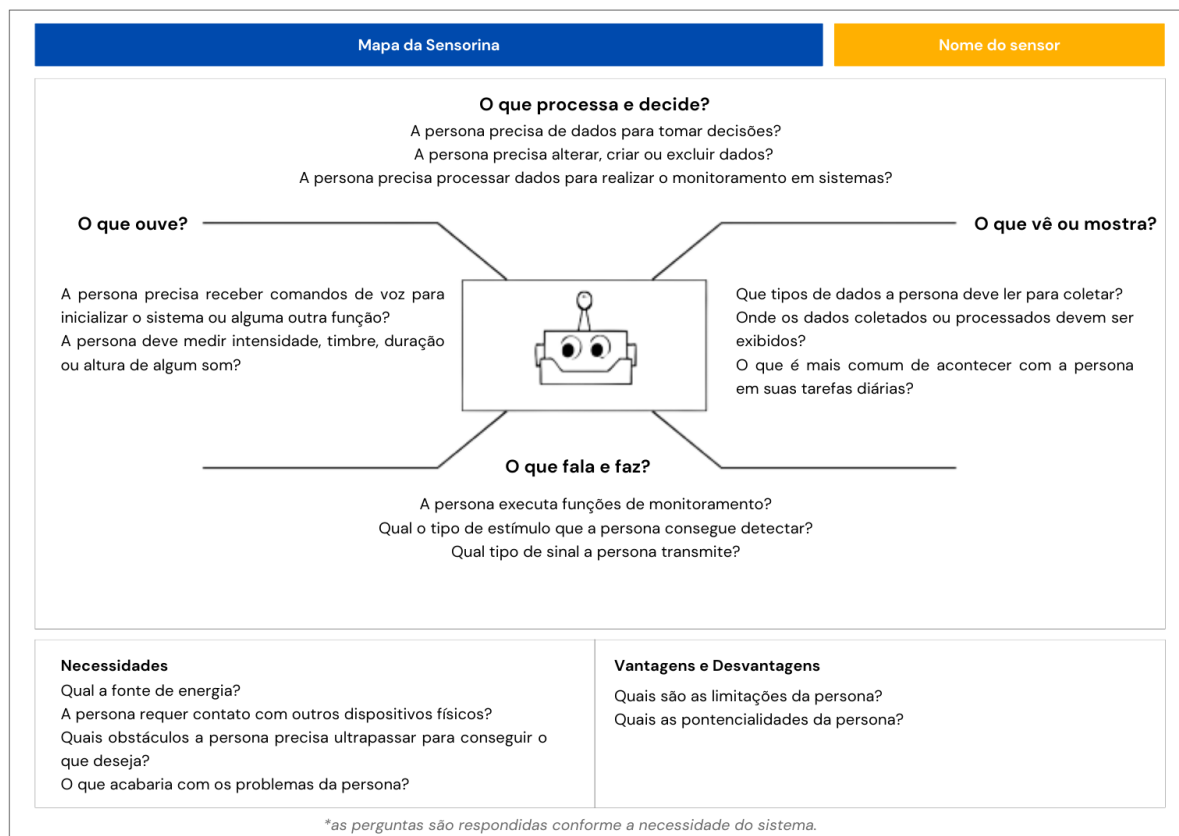 Mapa da Sensorina
Nome do sensor
O que processa e decide?
A persona precisa de dados para tomar decisões?
A persona precisa alterar, criar ou excluir dados?
A persona precisa processar dados para realizar o monitoramento em sistemas?
O que ouve?
A persona precisa receber comandos de voz para
inicializar o sistema ou alguma outra função?
A persona deve medir intensidade, timbre, duração
ou altura de algum som?
O que vê ou mostra?
Que tipos de dados a persona deve ler para coletar?
Onde os dados coletados ou processados devem ser
exibidos?
O que é mais comum de acontecer com a persona
em suas tarefas diárias?
O que fala e faz?
A persona executa funções de monitoramento?
Qual o tipo de estímulo que a persona consegue detectar?
Qual tipo de sinal a persona transmite?
Necessidades
Qual a fonte de energia?
A persona requer contato com outros dispositivos físicos?
Quais obstáculos a persona precisa ultrapassar para conseguir o
que deseja?
O que acabaria com os problemas da persona?
Vantagens e Desvantagens
Quais são as limitações da persona?
Quais as pontencialidades da persona?
*as perguntas são respondidas conforme a necessidade do sistema.